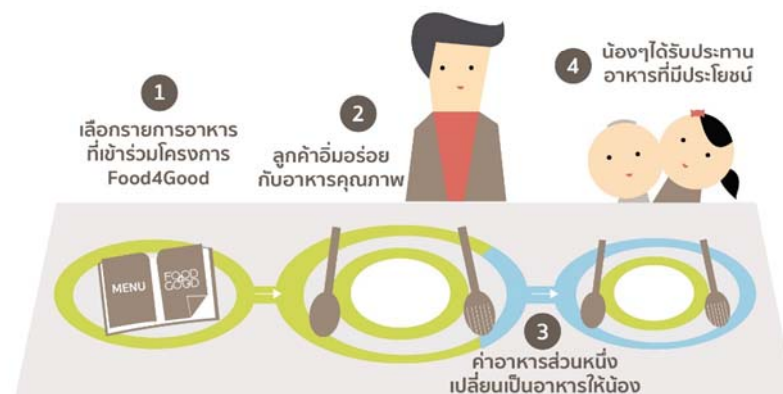 1
เลือกรายการอาหาร
ที่เข้าร่วมโครงการ
Food4Good
2
ลูกค้าอิ่มอร่อย
กับอาหารคุณภาพ
MENU
FOOD
4
GOOD
3
ค่าอาหารส่วนหนึ่ง
เปลี่ยนเป็นอาหารให้น้อง
4
น้องๆได้รับประทาน
อาหารที่มีประโยชน์